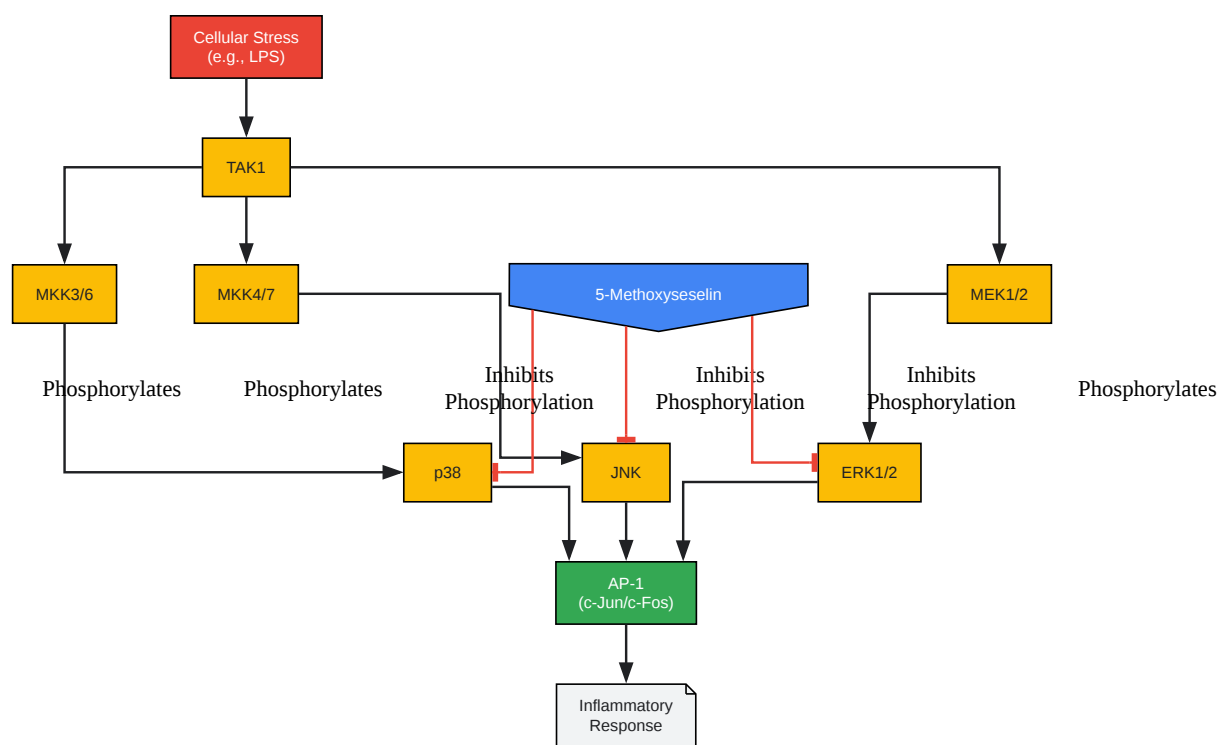 Cellular Stress
(e.g., LPS)
TAK1
MKK3/6
MKK4/7
5-Methoxyseselin
MEK1/2
Phosphorylates
Phosphorylates
Inhibits
Phosphorylation
Inhibits
Phosphorylation
Inhibits
Phosphorylation
Phosphorylates
p38
JNK
ERK1/2
AP-1
(c-Jun/c-Fos)
Inflammatory
Response